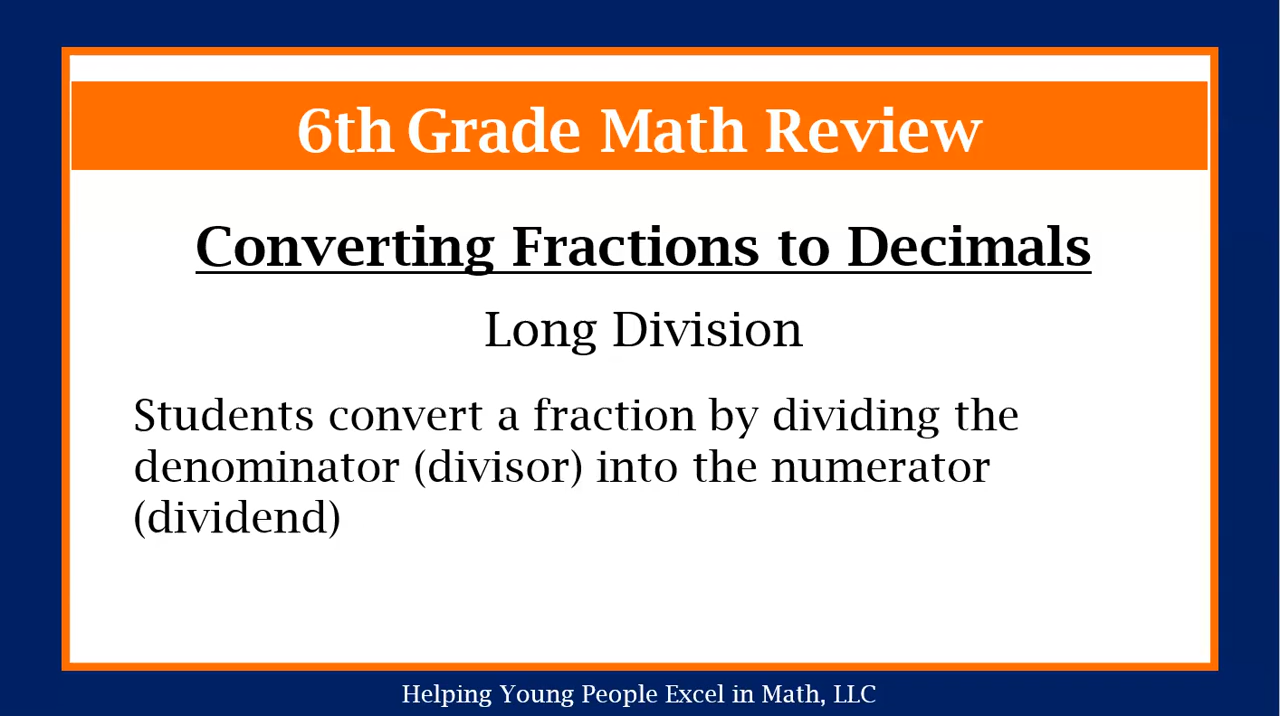 6th Grade Math Review
Converting Fractions to Decimals
Long Division
Students convert a fraction by dividing the
denominator (divisor) into the numerator
(dividend)
Helping Young People Excel in Math, LLC